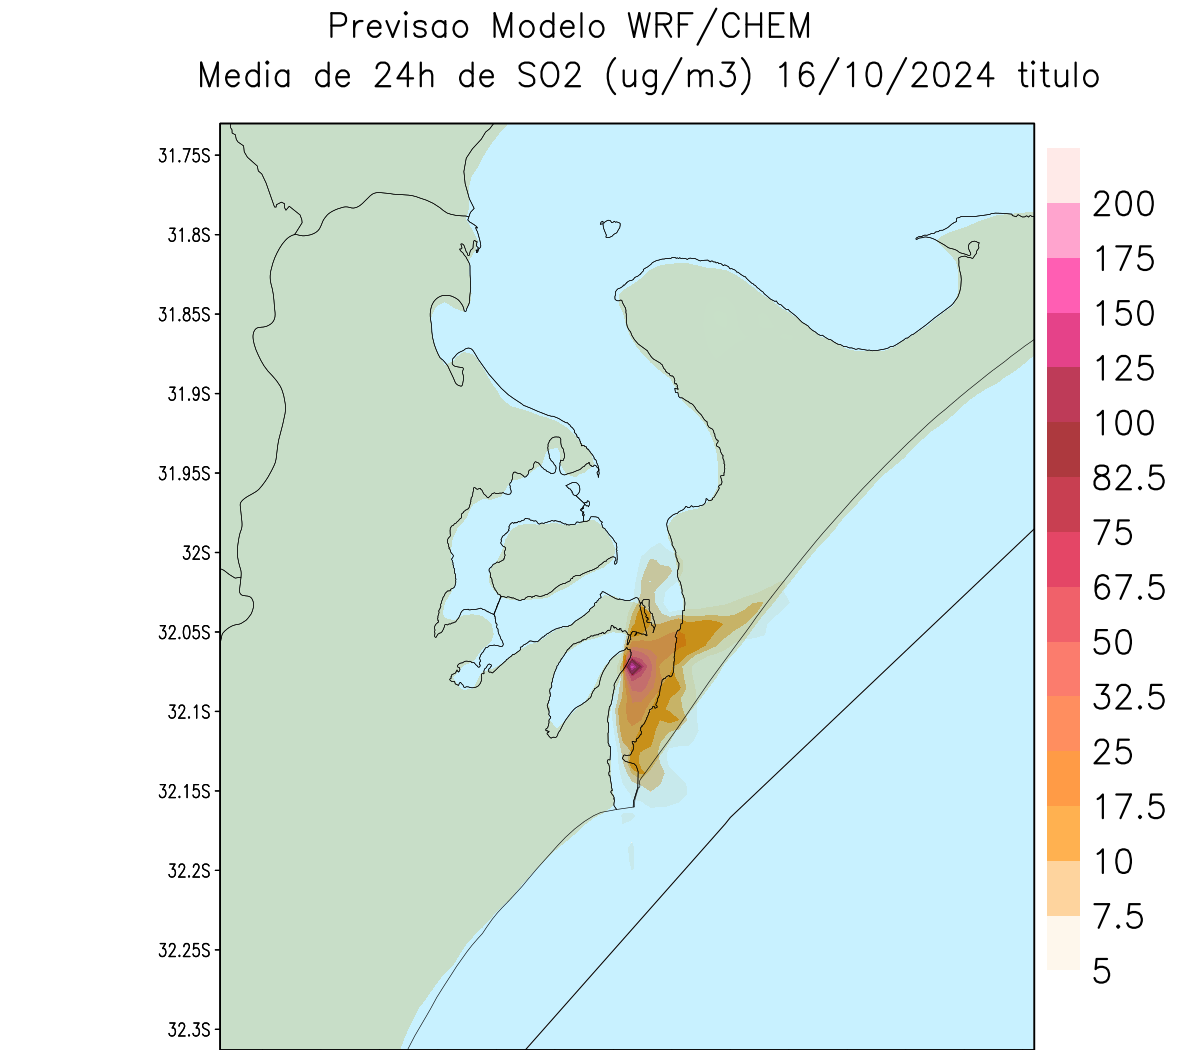 Previsao Modelo WRF/CHEM
Media de 24h de SO2 (ug/m3) 16/10/2024 titulo
31.75S
31.8S
31.85S
31.9S
31.95S
32S
32.05S
32.1S
32.15S
32.2S
32.25S
32.3S
200
175
150
125
100
82.5
75
67.5
50
32.5
25
17.5
10
7.5
5